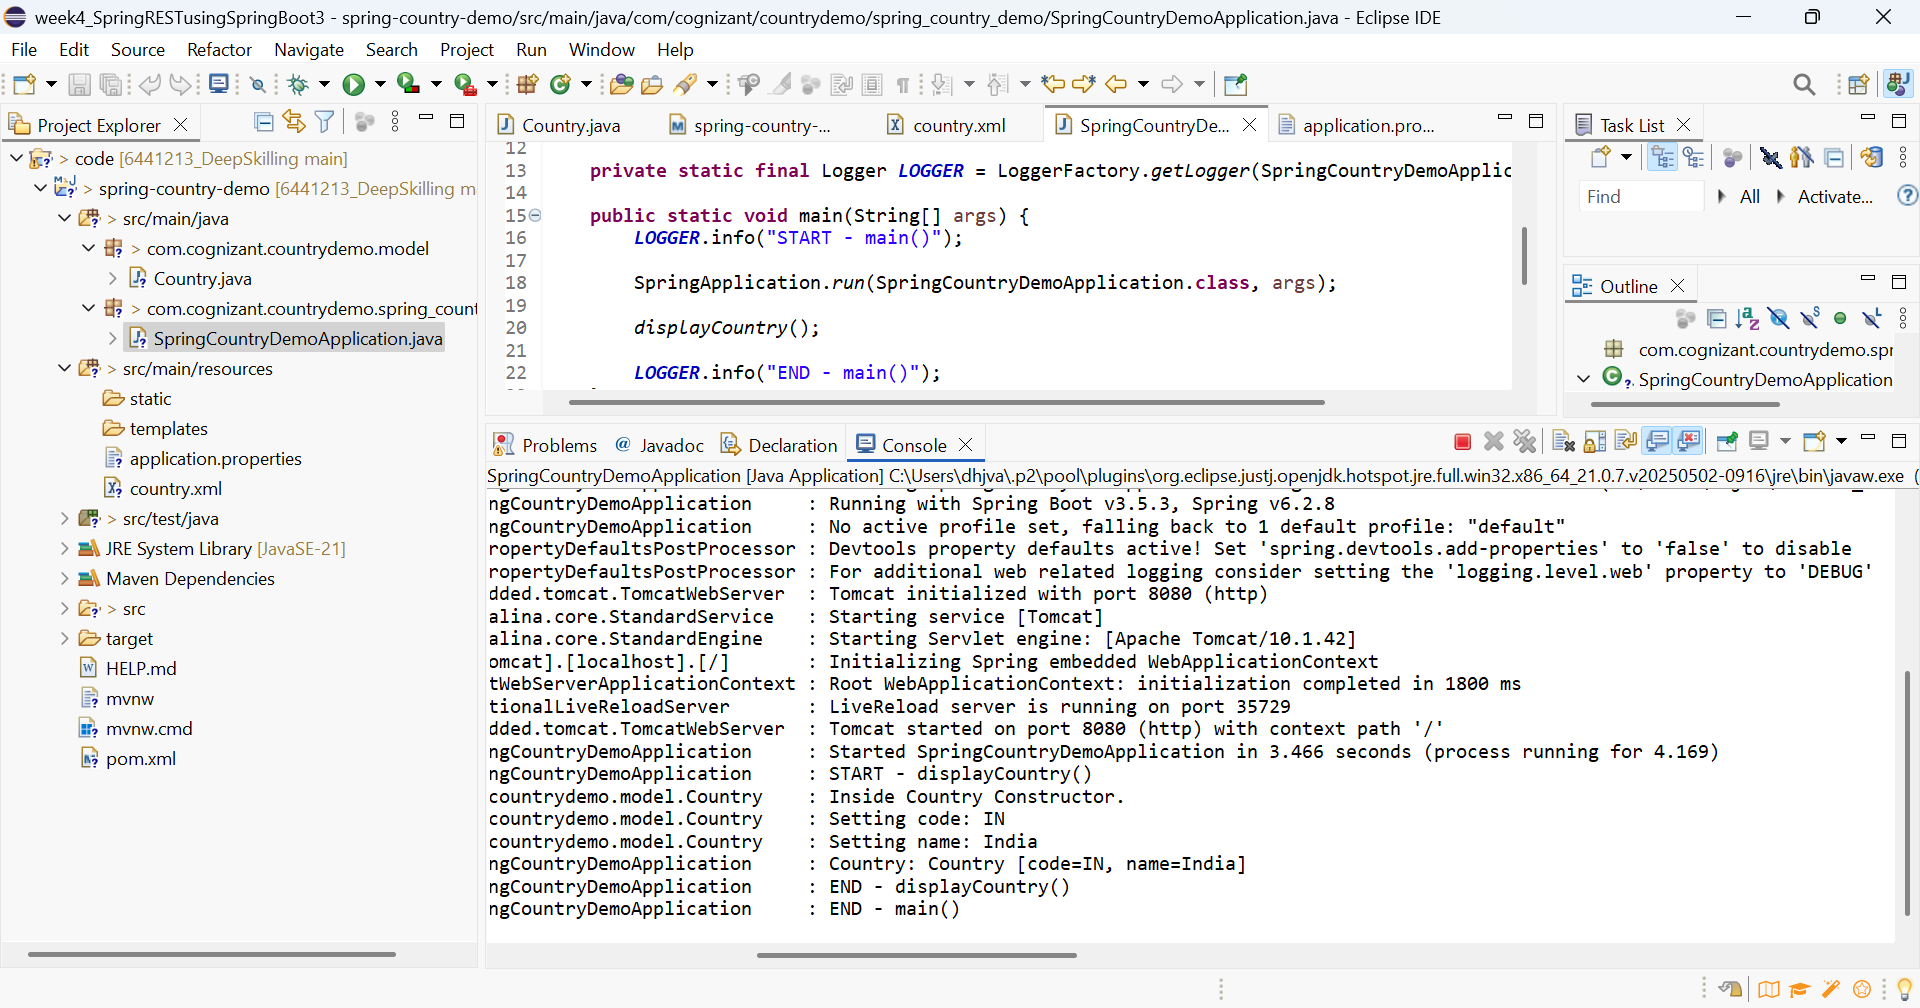 week4_SpringRESTusingSpringBoot3 - spring-country-demo/src/main/java/com/cognizant/countrydemo/spring_country_demo/SpringCountryDemoApplication.java - Eclipse IDE
File Edit Source Refactor Navigate Search Project Run Window Help
Project Explorer
> code [6441213_DeepSkilling main]
> spring-country-demo [6441213_DeepSkilling m
> src/main/java
> com.cognizant.countrydemo.model
Country.java
> com.cognizant.countrydemo.spring_count
SpringCountryDemoApplication.java
> src/main/resources
static
templates
application.properties
country.xml
> src/test/java
JRE System Library [JavaSE-21]
Maven Dependencies
> src
target
HELP.md
mvnw
mvnw.cmd
pom.xml
Country.java spring-country-... country.xml SpringCountryDe... application.pro...
12
13 private static final Logger LOGGER = LoggerFactory.getLogger(SpringCountryDemoApplic
14
15 public static void main(String[] args) {
16 LOGGER.info("START - main()");
17
18 SpringApplication.run(SpringCountryDemoApplication.class, args);
19
20 displayCountry();
21
22 LOGGER.info("END - main()");
Task List
Find All Activate...
Outline
com.cognizant.countrydemo.spr
SpringCountryDemoApplication
Problems @ Javadoc Declaration Console
SpringCountryDemoApplication [Java Application] C:\Users\dhjva\.p2\pool\plugins\org.eclipse.justj.openjdk.hotspot.jre.full.win32.x86_64_21.0.7.v20250502-0916\jre\bin\javaw.exe (
ngCountryDemoApplication : Running with Spring Boot v3.5.3, Spring v6.2.8
ngCountryDemoApplication : No active profile set, falling back to 1 default profile: "default"
ropertyDefaultsPostProcessor : Devtools property defaults active! Set 'spring.devtools.add-properties' to 'false' to disable
ropertyDefaultsPostProcessor : For additional web related logging consider setting the 'logging.level.web' property to 'DEBUG'
dded.tomcat.TomcatWebServer : Tomcat initialized with port 8080 (http)
alina.core.StandardService : Starting service [Tomcat]
alina.core.StandardEngine : Starting Servlet engine: [Apache Tomcat/10.1.42]
omcat].[localhost].[/] : Initializing Spring embedded WebApplicationContext
tWebServerApplicationContext : Root WebApplicationContext: initialization completed in 1800 ms
tionalLiveReloadServer : LiveReload server is running on port 35729
dded.tomcat.TomcatWebServer : Tomcat started on port 8080 (http) with context path '/'
ngCountryDemoApplication : Started SpringCountryDemoApplication in 3.466 seconds (process running for 4.169)
ngCountryDemoApplication : START - displayCountry()
countrydemo.model.Country : Inside Country Constructor.
countrydemo.model.Country : Setting code: IN
countrydemo.model.Country : Setting name: India
ngCountryDemoApplication : Country: Country [code=IN, name=India]
ngCountryDemoApplication : END - displayCountry()
ngCountryDemoApplication : END - main()